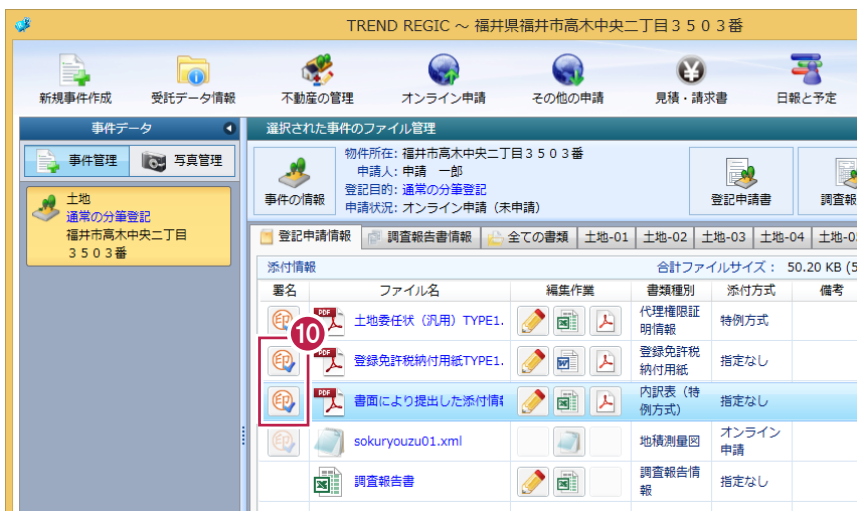 TREND REGIC ～ 福井県福井市高木中央二丁目３５０３番
新規事件作成 受託データ情報 不動産の管理 オンライン申請 その他の申請 見積・請求書 日報と予定
事件データ 選択された事件のファイル管理
事件管理 写真管理
土地
通常の分筆登記
福井市高木中央二丁目
３５０３番
事件の情報
物件所在: 福井市高木中央二丁目３５０３番
申請人: 申請 一郎
登記目的: 通常の分筆登記
申請状況: オンライン申請（未申請）
登記申請書 調査報
登記申請情報 調査報告書情報 全ての書類 土地-01 土地-02 土地-03 土地-04 土地-0
添付情報 合計ファイルサイズ： 50.20 KB (5
署名 ファイル名 編集作業 書類種別 添付方式 備考
印 PDF 土地委任状（汎用）TYPE1. 代理権限証
明情報 特例方式
⑩
印 PDF 登録免許税納付用紙TYPE1. 登録免許税
納付用紙 指定なし
印 PDF 書面により提出した添付情 内訳表（特
例方式） 指定なし
印 sokuryouzu01.xml 地積測量図 オンライン
申請
調査報告書 調査報告情
報 指定なし